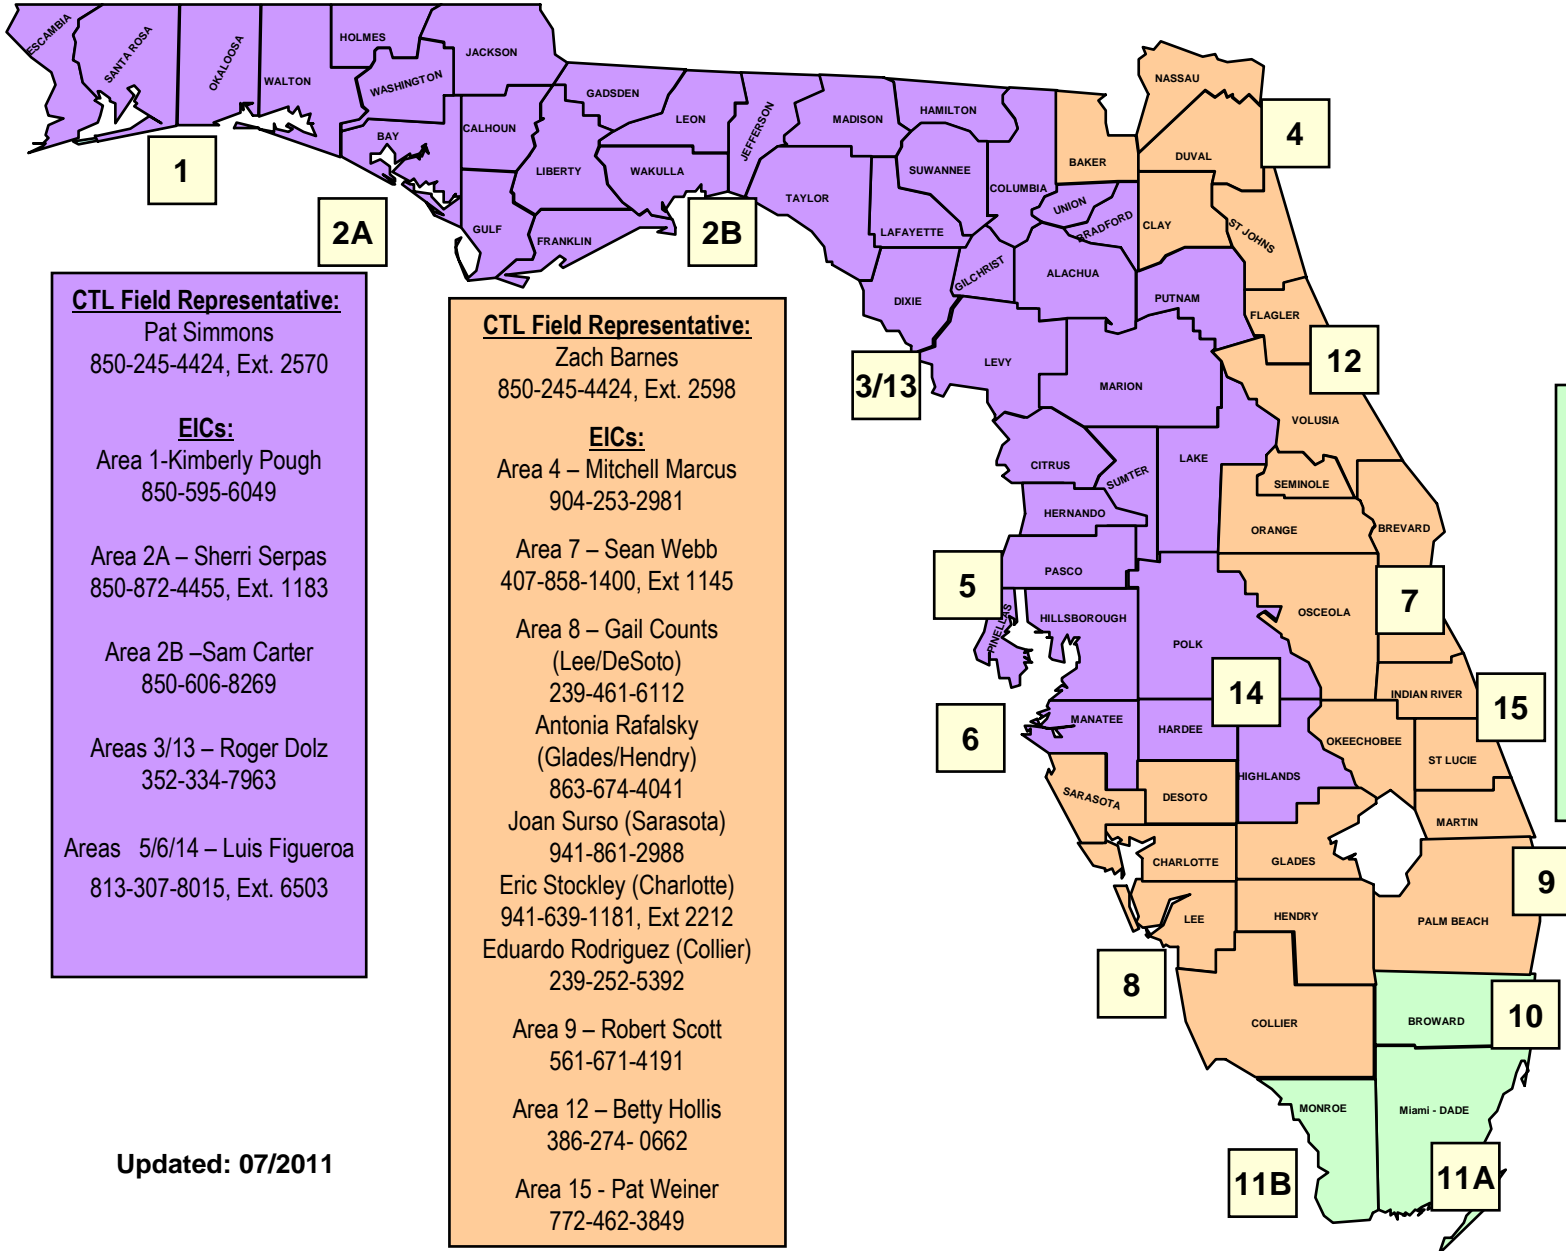 ESCAMBIA
SANTA ROSA
OKALOOSA
WALTON
HOLMES
WASHINGTON
JACKSON
BAY
CALHOUN
GULF
GADSDEN
LIBERTY
FRANKLIN
LEON
WAKULLA
JEFFERSON
MADISON
TAYLOR
HAMILTON
SUWANNEE
LAFAYETTE
COLUMBIA
DIXIE
GILCHRIST
UNION
BRADFORD
ALACHUA
BAKER
NASSAU
DUVAL
CLAY
ST JOHNS
PUTNAM
FLAGLER
LEVY
MARION
VOLUSIA
CITRUS
SUMTER
LAKE
SEMINOLE
HERNANDO
ORANGE
BREVARD
PASCO
PINELLAS
HILLSBOROUGH
POLK
OSCEOLA
INDIAN RIVER
MANATEE
HARDEE
HIGHLANDS
OKEECHOBEE
ST LUCIE
SARASOTA
DESOTO
MARTIN
CHARLOTTE
GLADES
LEE
HENDRY
PALM BEACH
COLLIER
BROWARD
MONROE
Miami - DADE
1
2A
2B
3/13
4
12
5
7
14
15
6
9
8
10
11B
11A
CTL Field Representative:
Pat Simmons
850-245-4424, Ext. 2570
EICs:
Area 1-Kimberly Pough
850-595-6049
Area 2A – Sherri Serpas
850-872-4455, Ext. 1183
Area 2B –Sam Carter
850-606-8269
Areas 3/13 – Roger Dolz
352-334-7963
Areas 5/6/14 – Luis Figueroa
813-307-8015, Ext. 6503
CTL Field Representative:
Zach Barnes
850-245-4424, Ext. 2598
EICs:
Area 4 – Mitchell Marcus
904-253-2981
Area 7 – Sean Webb
407-858-1400, Ext 1145
Area 8 – Gail Counts
(Lee/DeSoto)
239-461-6112
Antonia Rafalsky
(Glades/Hendry)
863-674-4041
Joan Surso (Sarasota)
941-861-2988
Eric Stockley (Charlotte)
941-639-1181, Ext 2212
Eduardo Rodriguez (Collier)
239-252-5392
Area 9 – Robert Scott
561-671-4191
Area 12 – Betty Hollis
386-274- 0662
Area 15 - Pat Weiner
772-462-3849
Updated: 07/2011